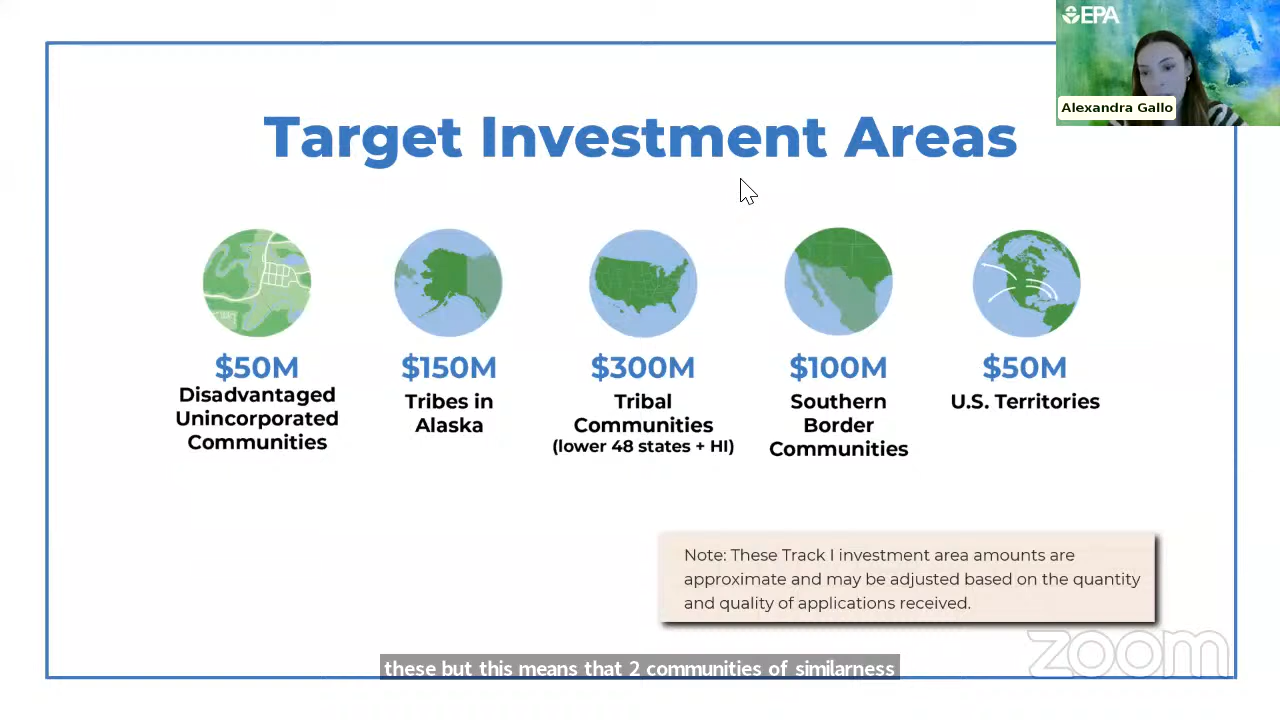 EPA
Alexandra Gallo
Target Investment Areas
$50M
Disadvantaged
Unincorporated
Communities
$150M
Tribes in
Alaska
$300M
Tribal
Communities
(lower 48 states + HI)
$100M
Southern
Border
Communities
$50M
U.S. Territories
Note: These Track I investment area amounts are
approximate and may be adjusted based on the quantity
and quality of applications received.
zoom
these but this means that 2 communities of similarness